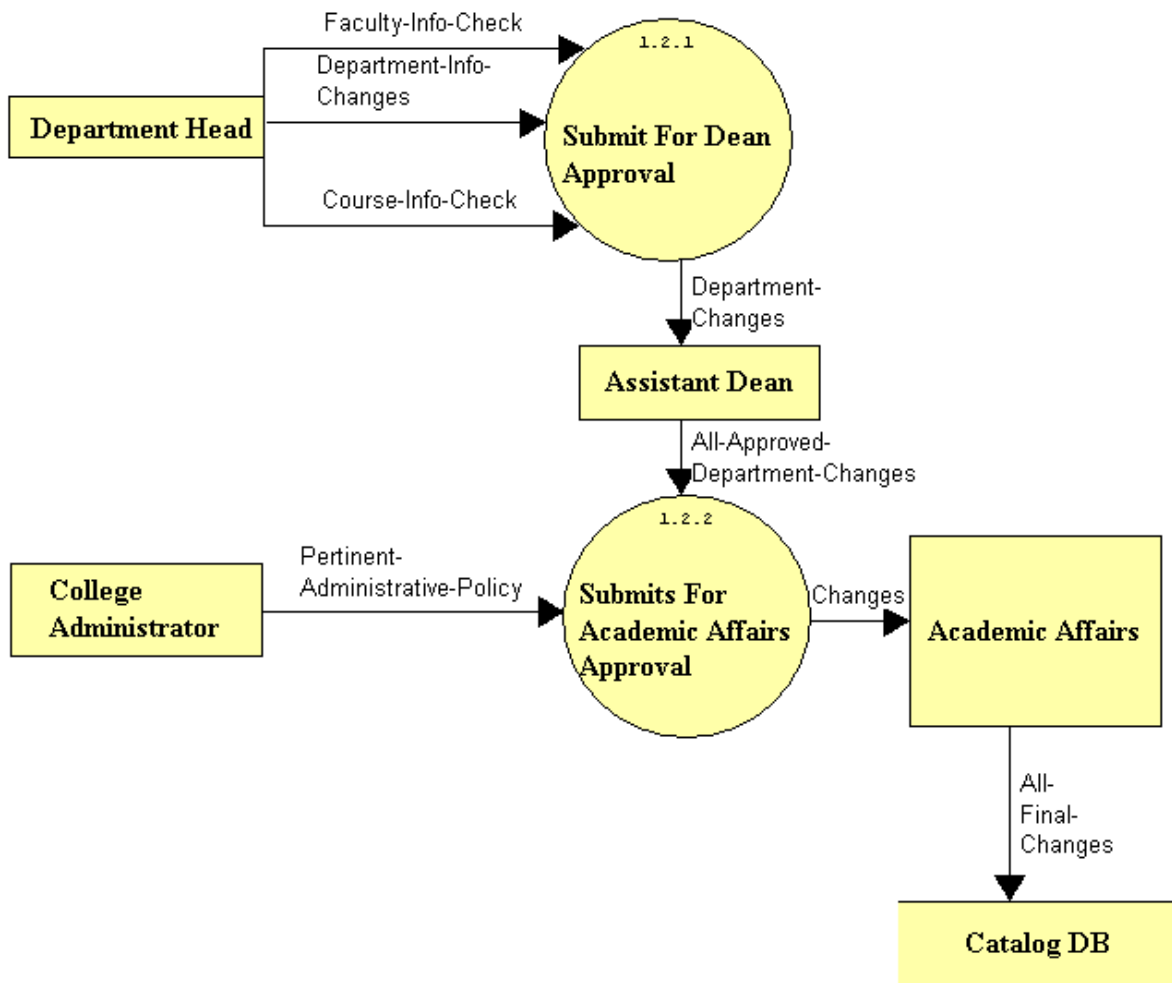 Faculty-Info-Check
1.2.1
Department-Info-
Changes
Department Head
Submit For Dean
Approval
Course-Info-Check
Department-
Changes
Assistant Dean
All-Approved-
Department-Changes
1.2.2
Pertinent-
Administrative-Policy
College
Administrator
Submits For
Academic Affairs
Approval
Changes
Academic Affairs
All-
Final-
Changes
Catalog DB